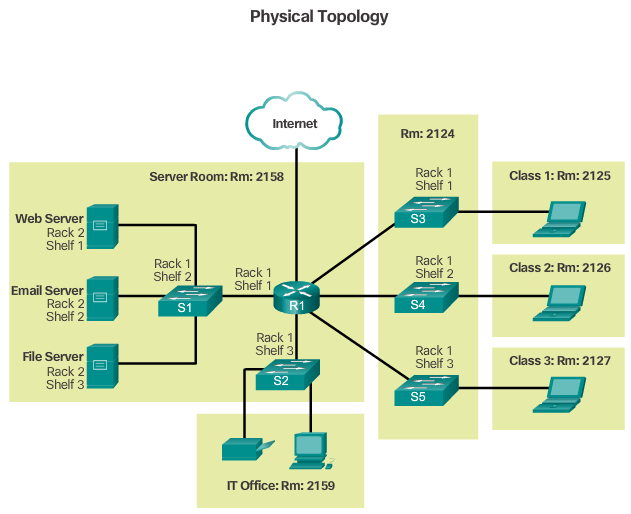 Physical Topology
Internet
Rm: 2124
Server Room: Rm: 2158
Rack 1
Shelf 1
S3
Class 1: Rm: 2125
Web Server
Rack 2
Shelf 1
Rack 1
Shelf 2
S1
Rack 1
Shelf 1
R1
Rack 1
Shelf 2
S4
Class 2: Rm: 2126
Email Server
Rack 2
Shelf 2
File Server
Rack 2
Shelf 3
Rack 1
Shelf 3
S2
Rack 1
Shelf 3
S5
Class 3: Rm: 2127
IT Office: Rm: 2159